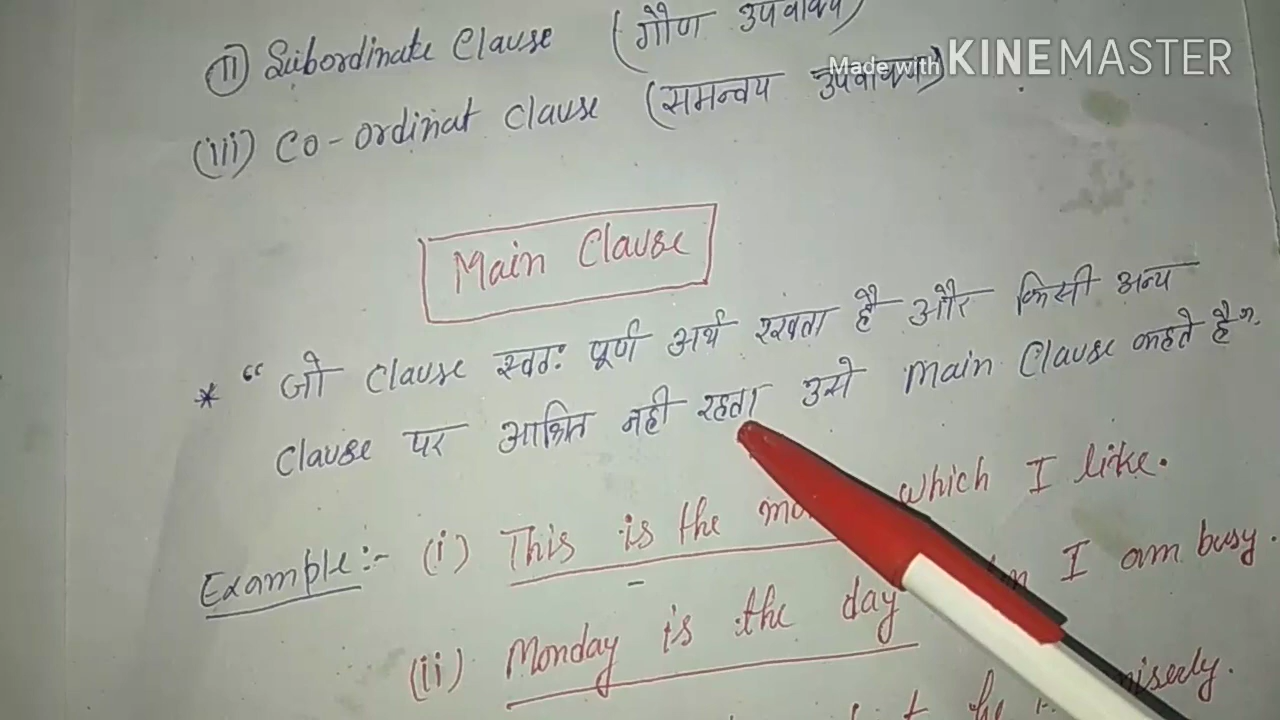 (ii) Subordinate Clause (गौण उपवाक्य)
Made with KINEMASTER
(iii) Co-ordinat Clause (समन्वय उपवाक्य)
Main Clause
* “ जो Clause स्वतः पूर्ण अर्थ रखता है और किसी अन्य
Clause पर आश्रित नही रहता उसे main Clause कहते है”.
Example:- (i) This is the which I like.
(ii) Monday is the day I am busy.
he miserly.